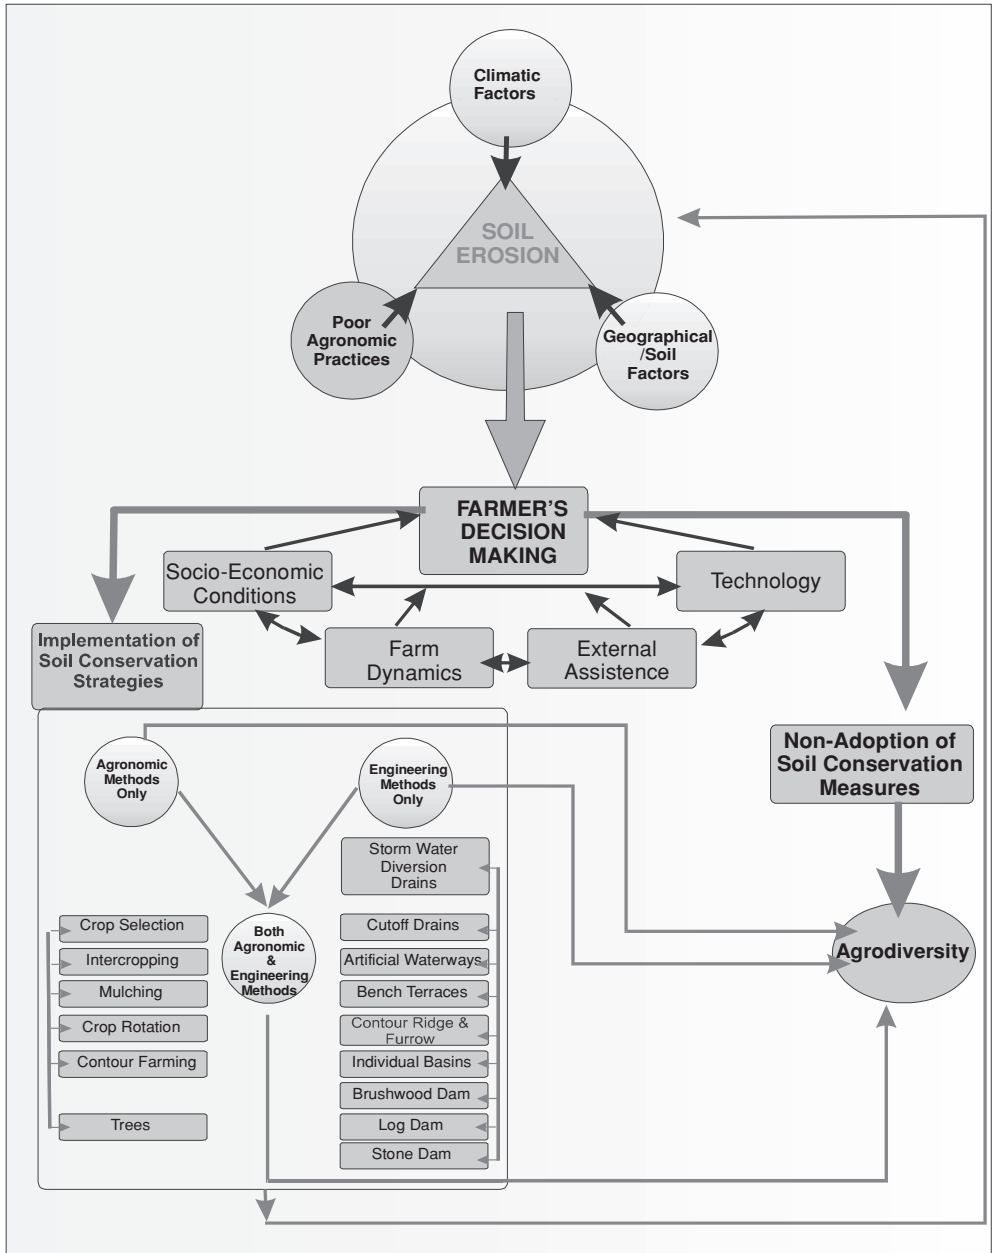 Climatic
Factors
SOIL
EROSION
Poor
Agronomic
Practices
Geographical
/Soil
Factors
FARMER'S
DECISION
MAKING
Socio-Economic
Conditions
Technology
Farm
Dynamics
External
Assistence
Implementation of
Soil Conservation
Strategies
Non-Adoption of
Soil Conservation
Measures
Agronomic
Methods
Only
Engineering
Methods
Only
Both
Agronomic
&
Engineering
Methods
Crop Selection
Intercropping
Mulching
Crop Rotation
Contour Farming
Trees
Storm Water
Diversion
Drains
Cutoff Drains
Artificial Waterways
Bench Terraces
Contour Ridge &
Furrow
Individual Basins
Brushwood Dam
Log Dam
Stone Dam
Agrodiversity